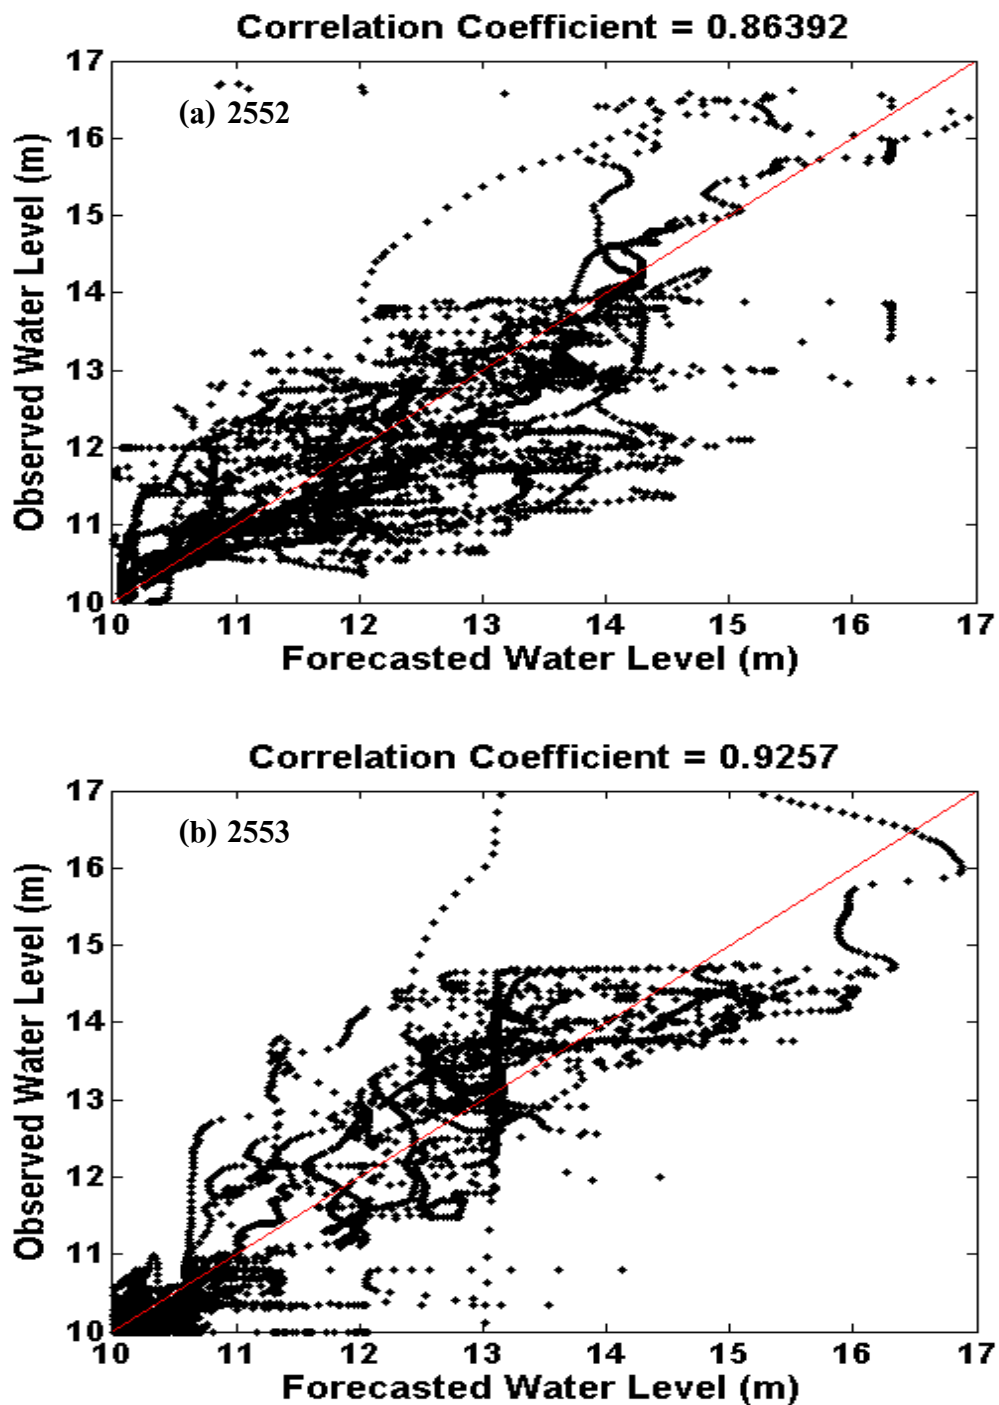 Correlation Coefficient = 0.86392
(a) 2552
17
16
15
14
13
12
11
10
Observed Water Level (m)
10 11 12 13 14 15 16 17
Forecasted Water Level (m)
Correlation Coefficient = 0.9257
(b) 2553
17
16
15
14
13
12
11
10
Observed Water Level (m)
10 11 12 13 14 15 16 17
Forecasted Water Level (m)